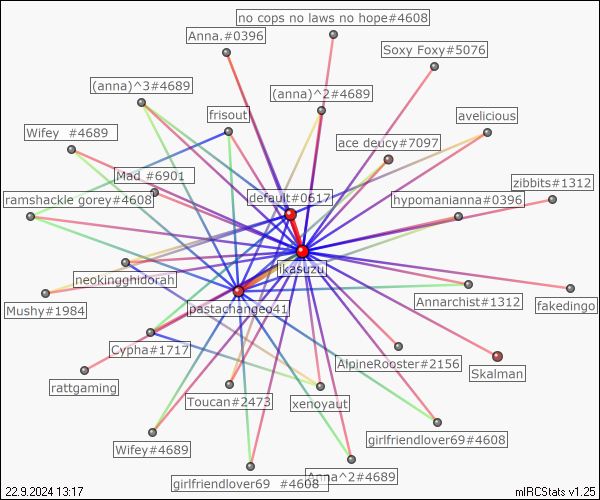 no cops no laws no hope#4608
Anna.#0396
Soxy Foxy#5076
(anna)^3#4689
(anna)^2#4689
frisout
avelicious
Wifey #4689
ace deucy#7097
Mad #6901
zibbits#1312
ramshackle gorey#4608
default#0617
hypomanianna#0396
Ikasuzu
neokingghidorah
Mushy#1984
pastachangeo41
Annarchist#1312
fakedingo
Cypha#1717
AlpineRooster#2156
rattgaming
Skalman
Toucan#2473
xenoyaut
Wifey#4689
girlfriendlover69#4608
girlfriendlover69 #4608
Anna^2#4689
22.9.2024 13:17
mIRCStats v1.25